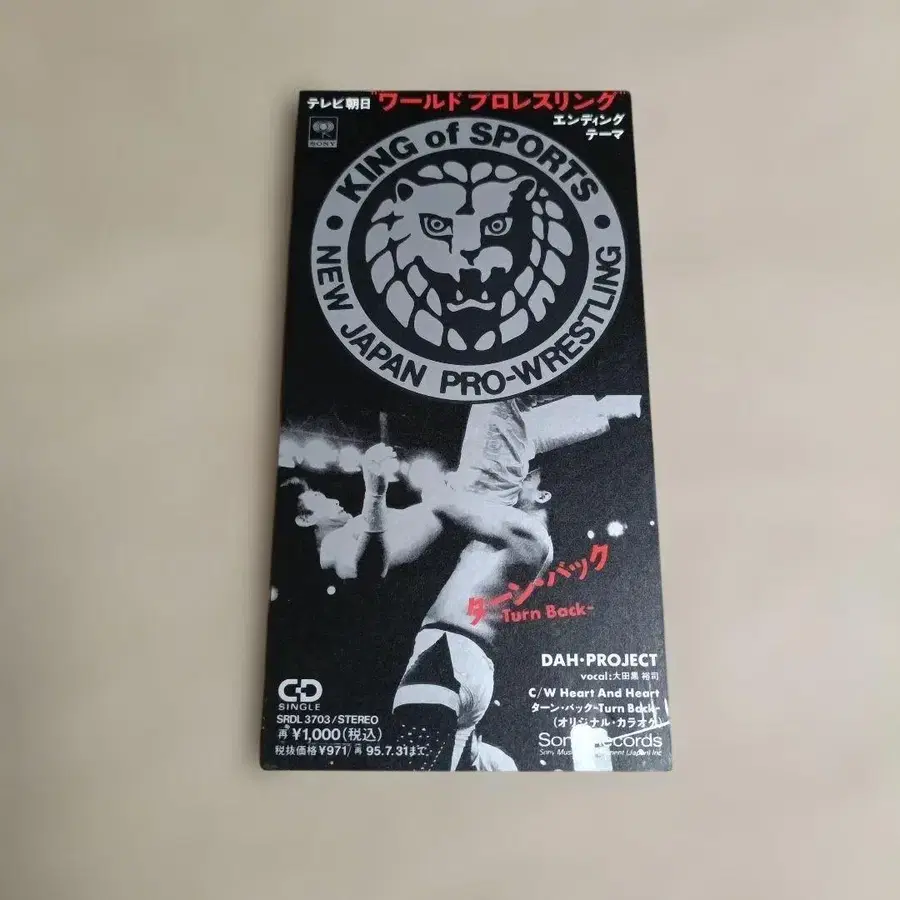 テレビ朝日"ワールドプロレスリング"
エンディング
テーマ
SONY
KING of SPORTS
NEW JAPAN PRO-WRESTLING
ターン・バック
-Turn Back-
DAH・PROJECT
vocal:大田黒 裕司
C/W Heart And Heart
ターン・バック-Turn Back-
(オリジナル・カラオケ)
CD
SINGLE
SRDL 3703/STEREO
再 ¥1,000(税込)
税抜価格¥971/再 95.7.31まで
Sony Records
Sony Music (Japan) Inc